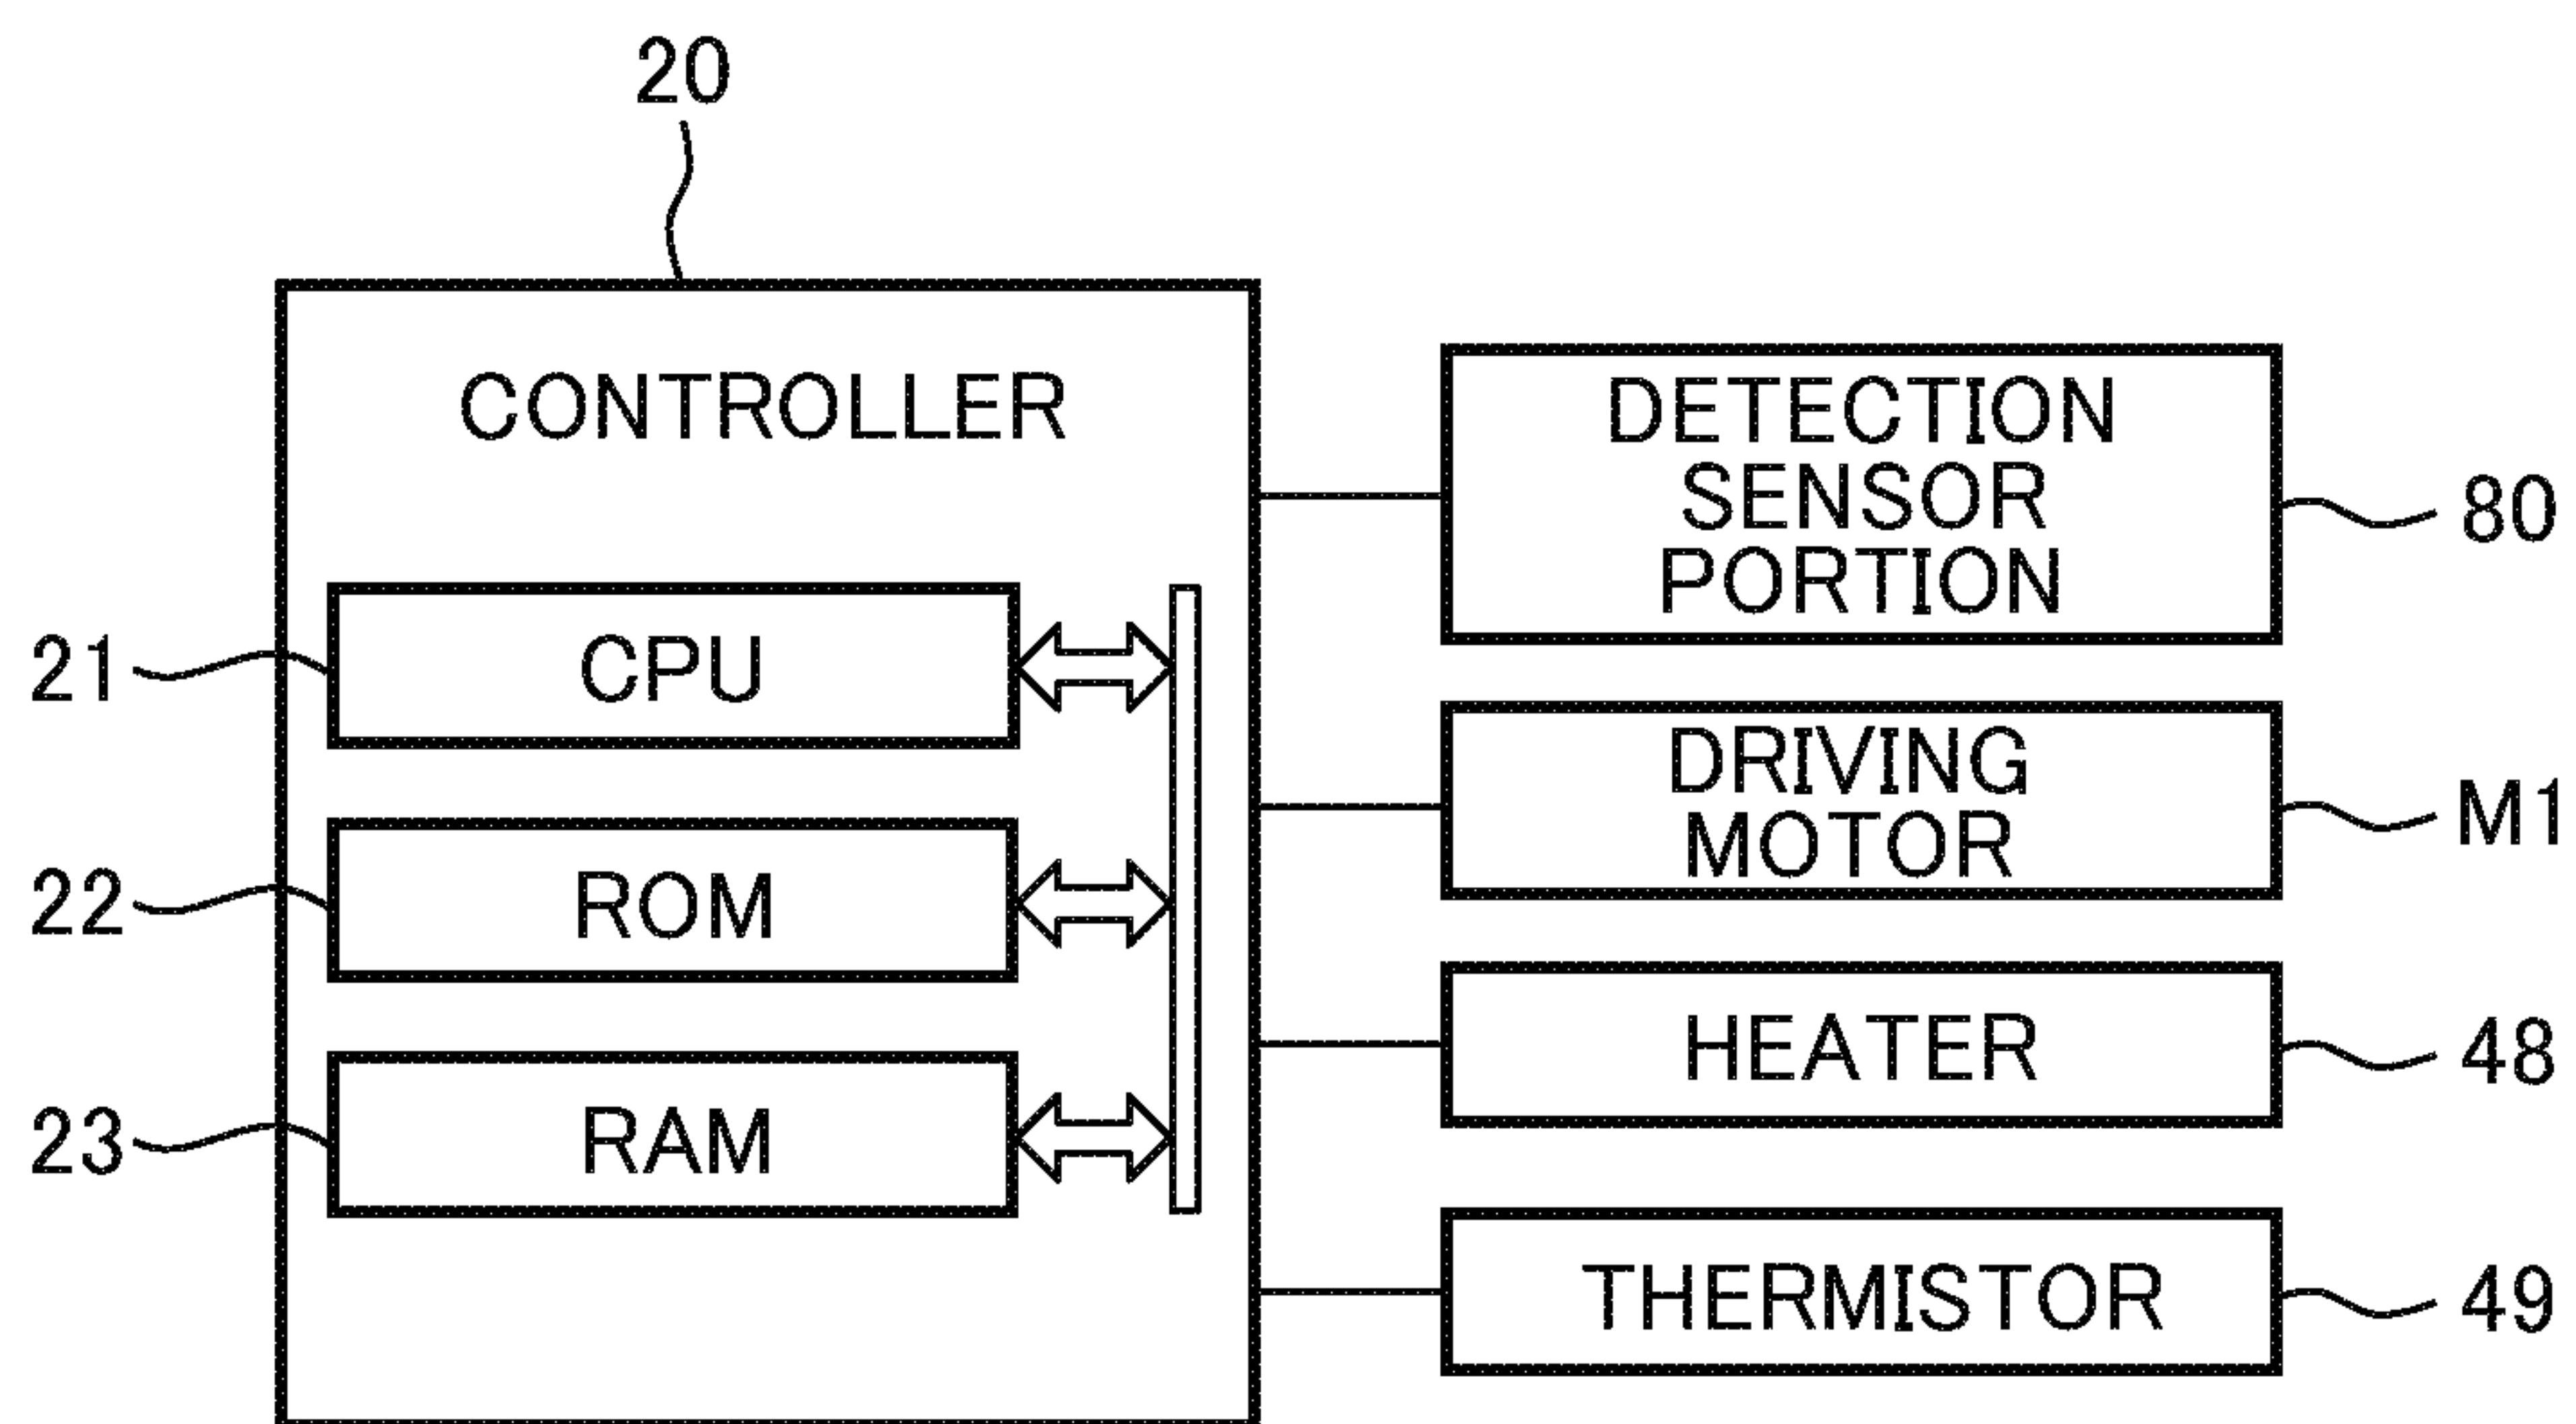 20
CONTROLLER
21
CPU
22
ROM
23
RAM
DETECTION
SENSOR
PORTION
80
DRIVING
MOTOR
M1
HEATER
48
THERMISTOR
49